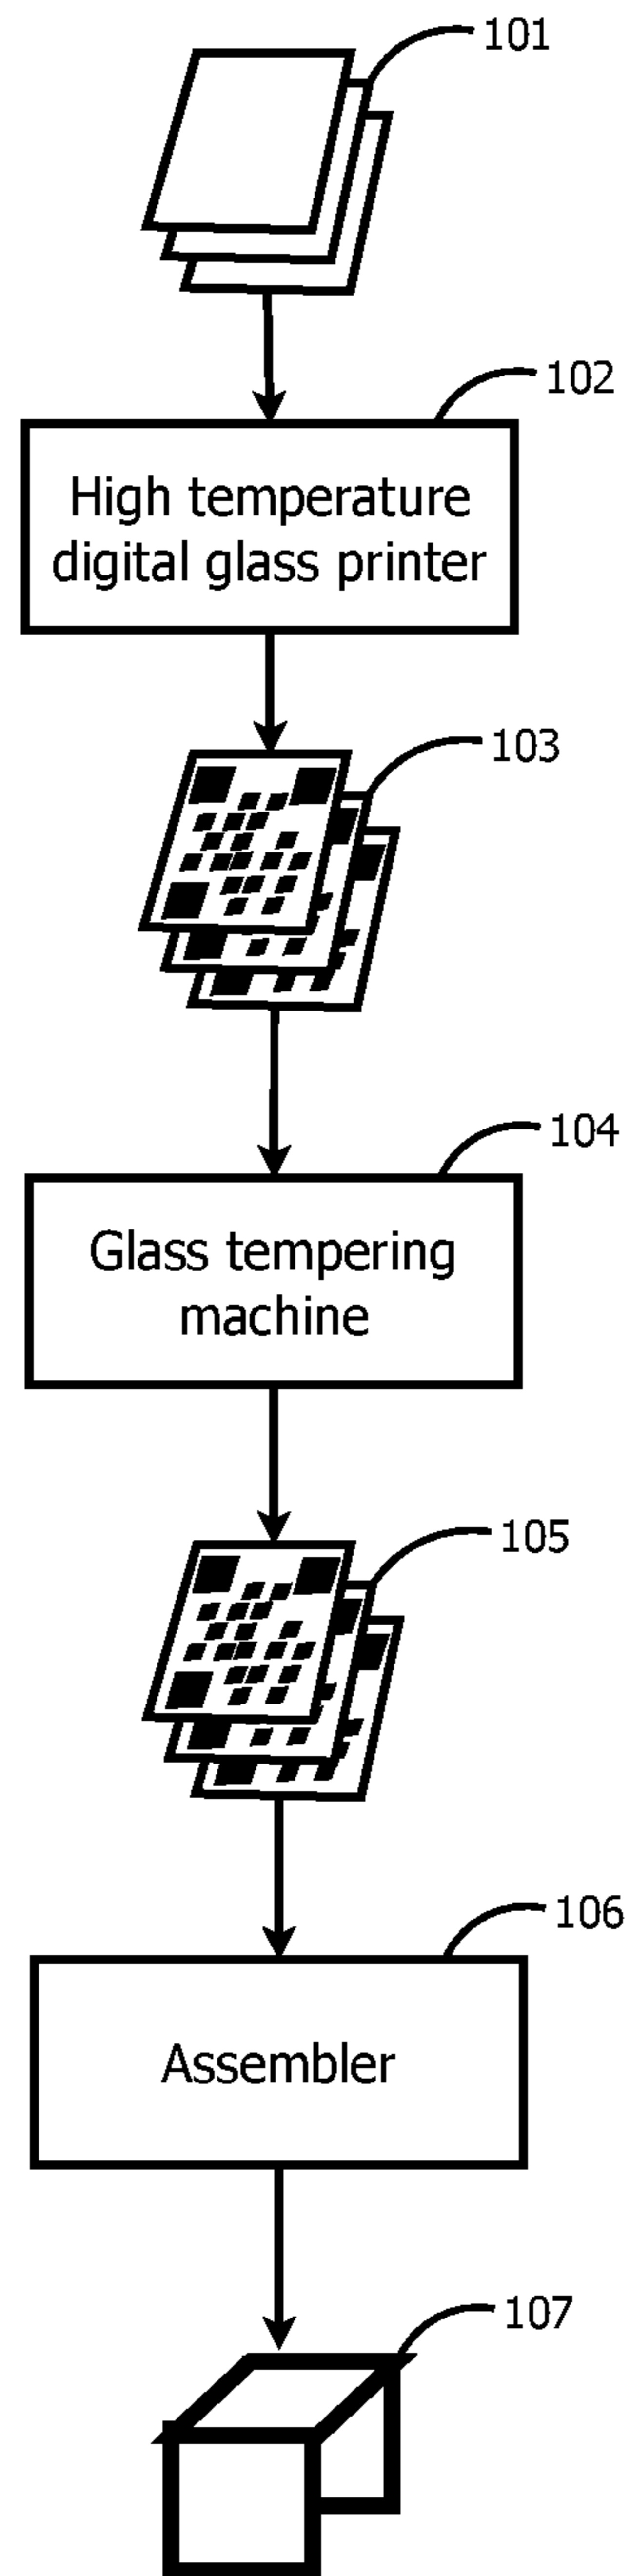 101
102
High temperature
digital glass printer
103
104
Glass tempering
machine
105
106
Assembler
107